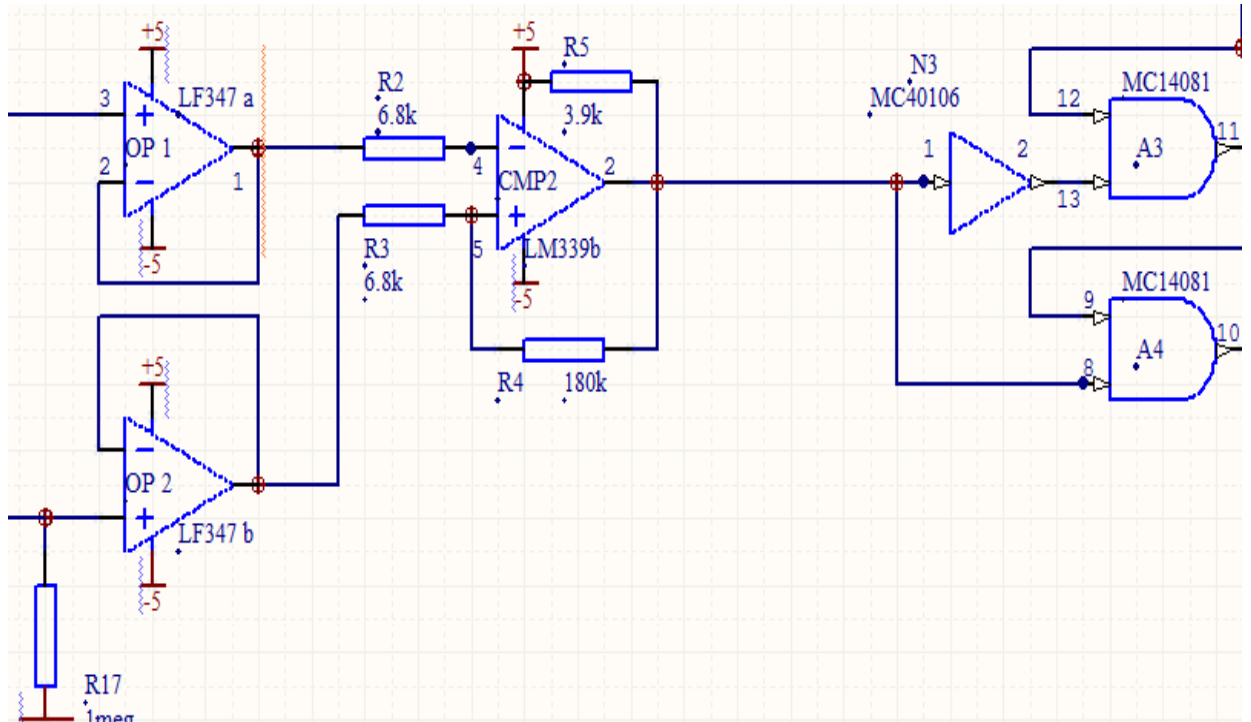 +5
3
LF347 a
OP 1
2
1
-5
R2
6.8k
4
R3
6.8k
5
+5
R5
3.9k
CMP2
2
LM339b
-5
R4
180k
N3
MC40106
1
2
MC14081
12
11
A3
13
MC14081
9
10
A4
8
+5
OP 2
LF347 b
-5
R17
1meg